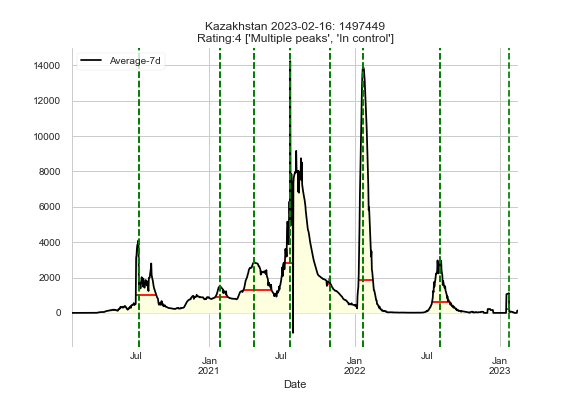 Kazakhstan 2023-02-16: 1497449
Rating:4 ['Multiple peaks', 'In control']
Average-7d
14000
12000
10000
8000
6000
4000
2000
0
Jul
Jan
2021
Jul
Jan
2022
Jul
Jan
2023
Date